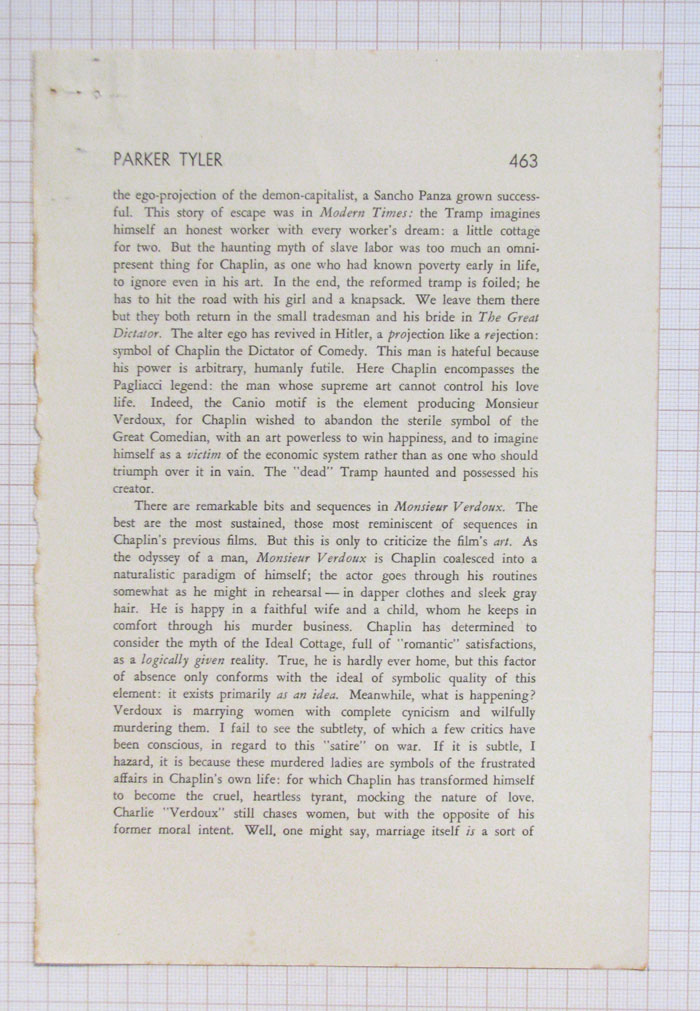 PARKER TYLER 463
the ego-projection of the demon-capitalist, a Sancho Panza grown success-
ful. This story of escape was in Modern Times: the Tramp imagines
himself an honest worker with every worker's dream: a little cottage
for two. But the haunting myth of slave labor was too much an omni-
present thing for Chaplin, as one who had known poverty early in life,
to ignore even in his art. In the end, the reformed tramp is foiled; he
has to hit the road with his girl and a knapsack. We leave them there
but they both return in the small tradesman and his bride in The Great
Dictator. The alter ego has revived in Hitler, a projection like a rejection:
symbol of Chaplin the Dictator of Comedy. This man is hateful because
his power is arbitrary, humanly futile. Here Chaplin encompasses the
Pagliacci legend: the man whose supreme art cannot control his love
life. Indeed, the Canio motif is the element producing Monsieur
Verdoux, for Chaplin wished to abandon the sterile symbol of the
Great Comedian, with an art powerless to win happiness, and to imagine
himself as a victim of the economic system rather than as one who should
triumph over it in vain. The "dead" Tramp haunted and possessed his
creator.
There are remarkable bits and sequences in Monsieur Verdoux. The
best are the most sustained, those most reminiscent of sequences in
Chaplin's previous films. But this is only to criticize the film's art. As
the odyssey of a man, Monsieur Verdoux is Chaplin coalesced into a
naturalistic paradigm of himself; the actor goes through his routines
somewhat as he might in rehearsal — in dapper clothes and sleek gray
hair. He is happy in a faithful wife and a child, whom he keeps in
comfort through his murder business. Chaplin has determined to
consider the myth of the Ideal Cottage, full of "romantic" satisfactions,
as a logically given reality. True, he is hardly ever home, but this factor
of absence only conforms with the ideal of symbolic quality of this
element: it exists primarily as an idea. Meanwhile, what is happening?
Verdoux is marrying women with complete cynicism and wilfully
murdering them. I fail to see the subtlety, of which a few critics have
been conscious, in regard to this "satire" on war. If it is subtle, I
hazard, it is because these murdered ladies are symbols of the frustrated
affairs in Chaplin's own life: for which Chaplin has transformed himself
to become the cruel, heartless tyrant, mocking the nature of love.
Charlie "Verdoux" still chases women, but with the opposite of his
former moral intent. Well, one might say, marriage itself is a sort of